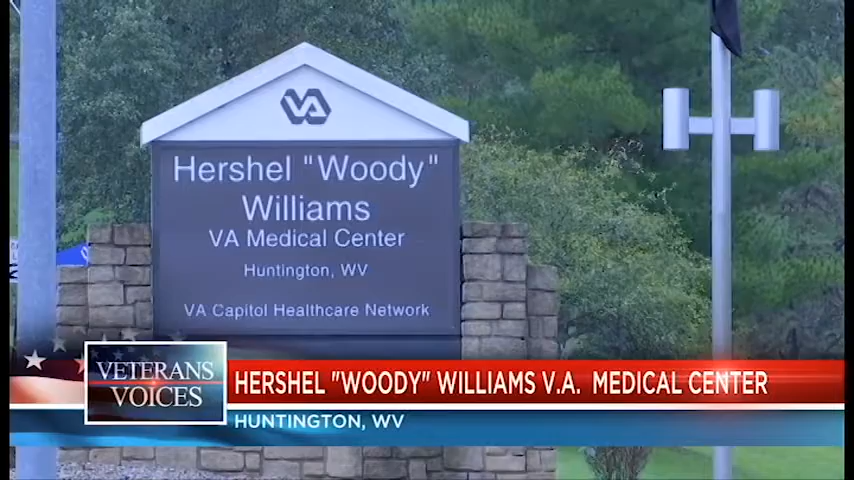 VA
Hershel "Woody"
Williams
VA Medical Center
Huntington, WV
VA Capitol Healthcare Network
VETERANS
VOICES
HERSHEL "WOODY" WILLIAMS V.A. MEDICAL CENTER
HUNTINGTON, WV